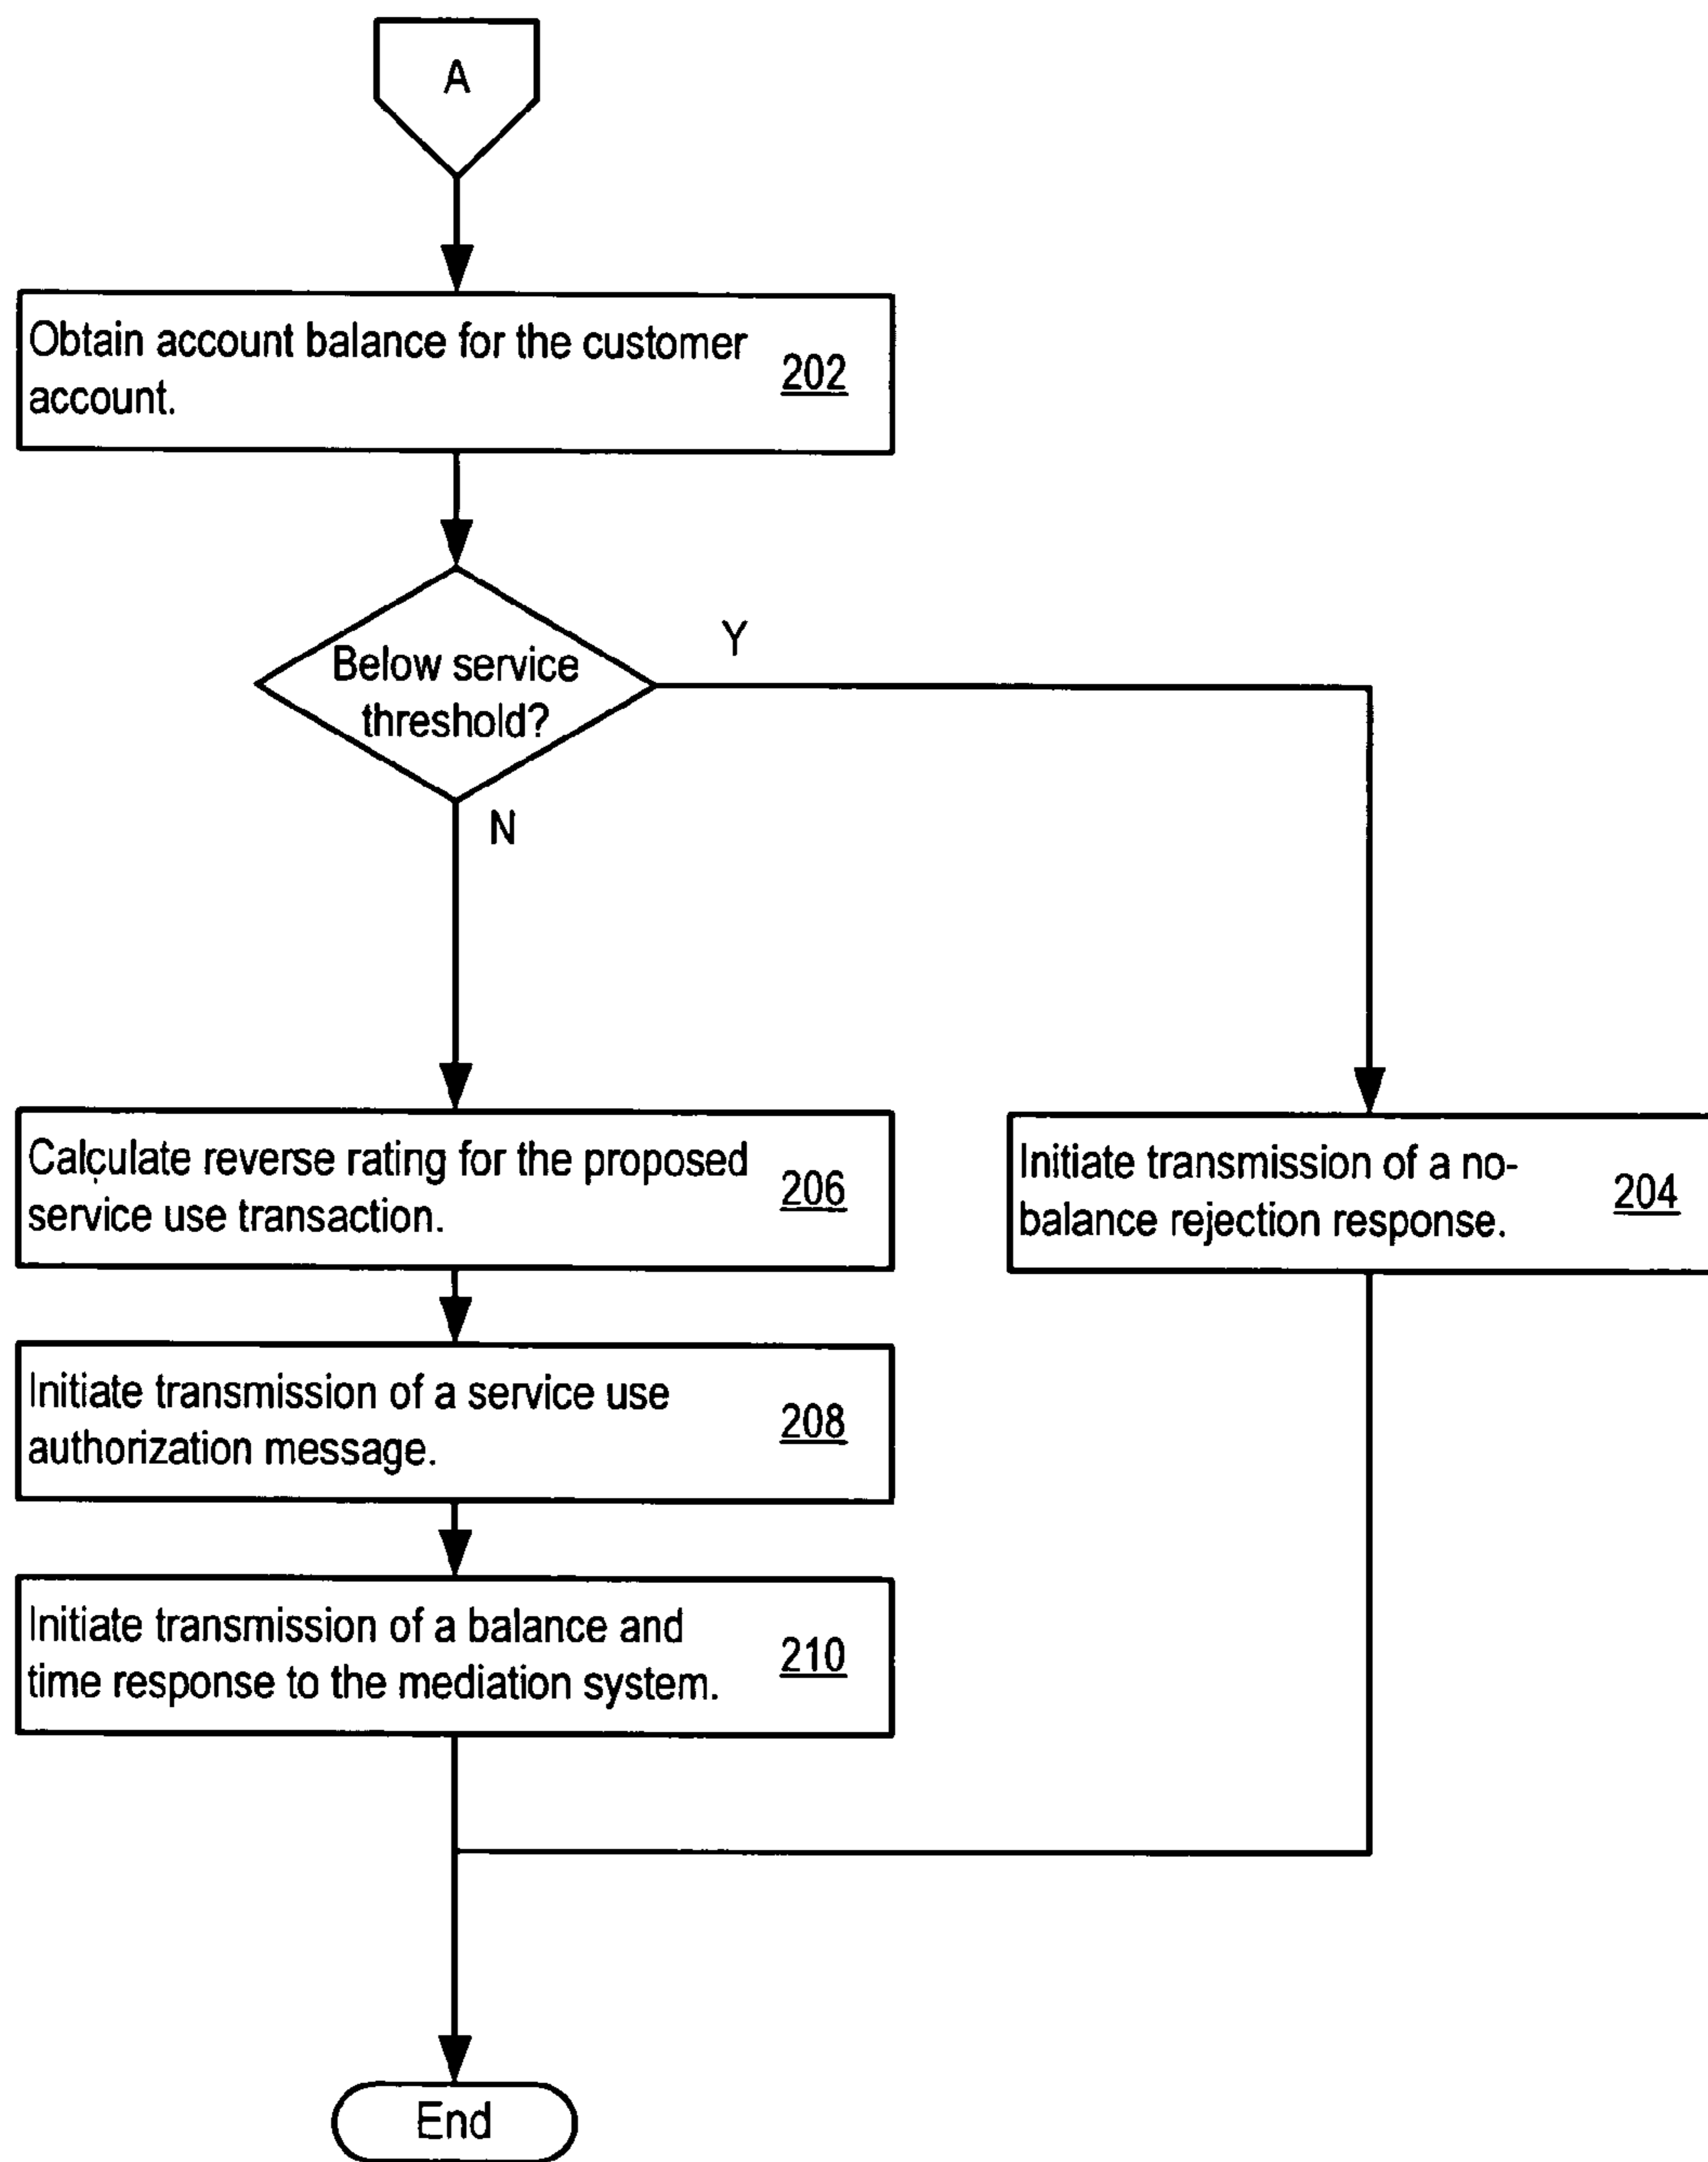 A
Obtain account balance for the customer
account.
202
Below service
threshold?
Y
N
Calculate reverse rating for the proposed
service use transaction.
206
Initiate transmission of a no-
balance rejection response.
204
Initiate transmission of a service use
authorization message.
208
Initiate transmission of a balance and
time response to the mediation system.
210
End